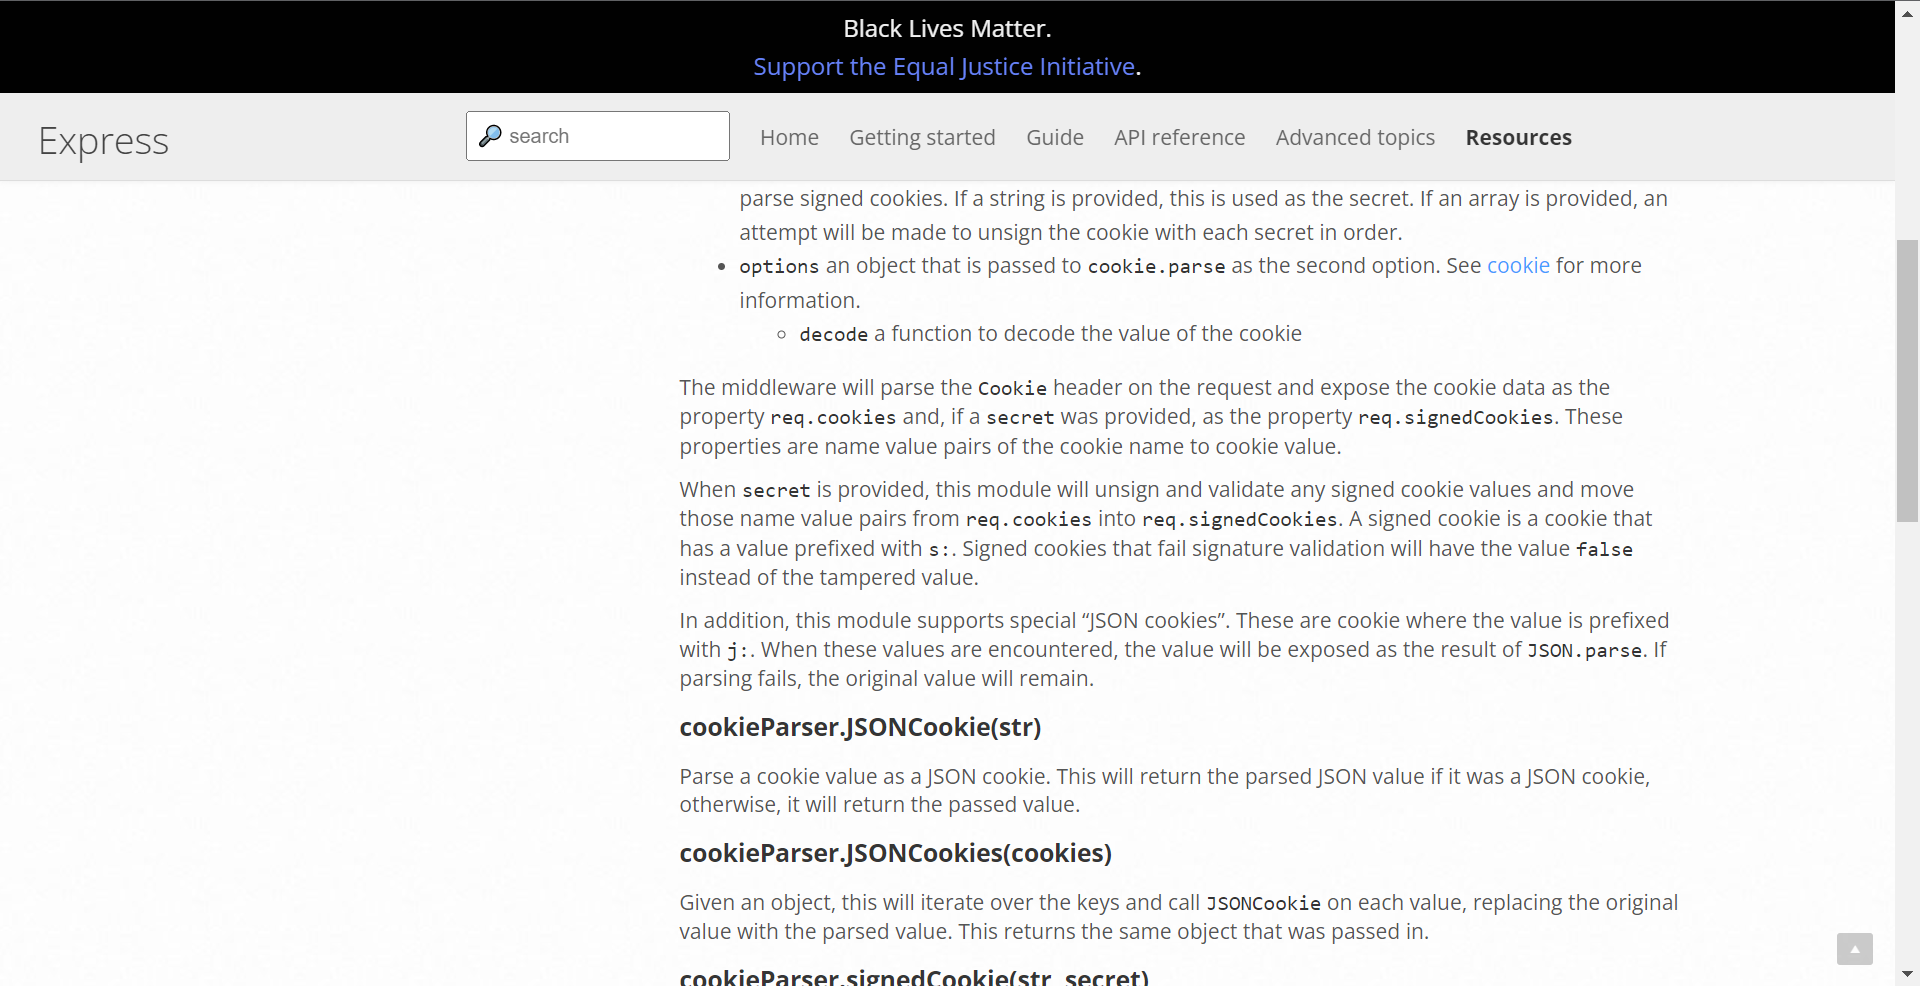 Black Lives Matter.
Support the Equal Justice Initiative.
Express
search
Home
Getting started
Guide
API reference
Advanced topics
Resources
parse signed cookies. If a string is provided, this is used as the secret. If an array is provided, an
attempt will be made to unsign the cookie with each secret in order.
options an object that is passed to cookie.parse as the second option. See cookie for more
information.
decode a function to decode the value of the cookie
The middleware will parse the Cookie header on the request and expose the cookie data as the
property req.cookies and, if a secret was provided, as the property req.signedCookies. These
properties are name value pairs of the cookie name to cookie value.
When secret is provided, this module will unsign and validate any signed cookie values and move
those name value pairs from req.cookies into req.signedCookies. A signed cookie is a cookie that
has a value prefixed with s:. Signed cookies that fail signature validation will have the value false
instead of the tampered value.
In addition, this module supports special “JSON cookies”. These are cookie where the value is prefixed
with j:. When these values are encountered, the value will be exposed as the result of JSON.parse. If
parsing fails, the original value will remain.
cookieParser.JSONCookie(str)
Parse a cookie value as a JSON cookie. This will return the parsed JSON value if it was a JSON cookie,
otherwise, it will return the passed value.
cookieParser.JSONCookies(cookies)
Given an object, this will iterate over the keys and call JSONCookie on each value, replacing the original
value with the parsed value. This returns the same object that was passed in.
cookieParser.signedCookie(str, secret)